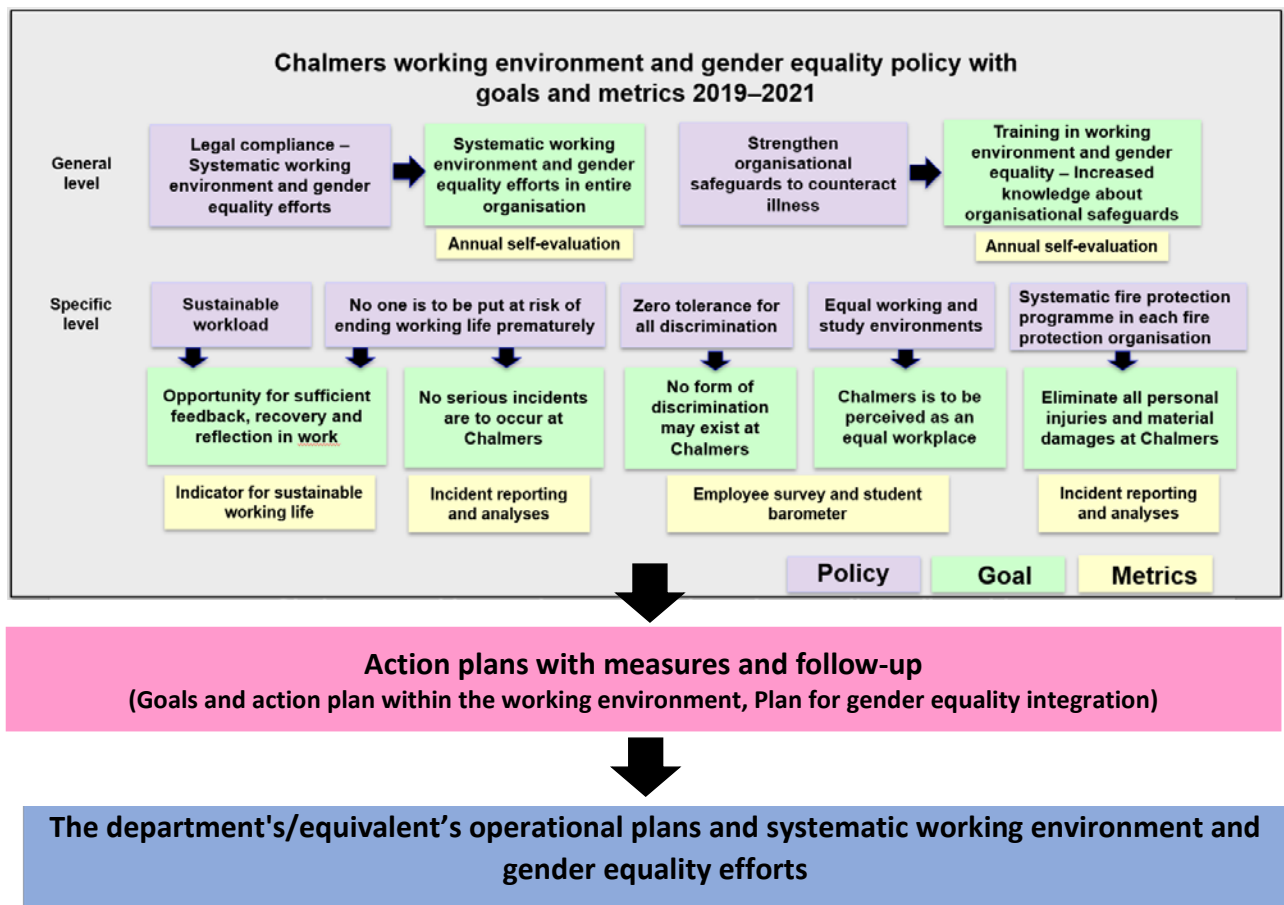 Chalmers working environment and gender equality policy with
goals and metrics 2019–2021
General
level
Legal compliance –
Systematic working
environment and gender
equality efforts
Systematic working
environment and gender
equality efforts in entire
organisation
Annual self-evaluation
Strengthen
organisational
safeguards to counteract
illness
Training in working
environment and gender
equality – Increased
knowledge about
organisational safeguards
Annual self-evaluation
Specific
level
Sustainable
workload
No one is to be put at risk of
ending working life prematurely
Zero tolerance for
all discrimination
Equal working and
study environments
Systematic fire protection
programme in each fire
protection organisation
Opportunity for sufficient
feedback, recovery and
reflection in work
No serious incidents
are to occur at
Chalmers
No form of
discrimination
may exist at
Chalmers
Chalmers is to be
perceived as an
equal workplace
Eliminate all personal
injuries and material
damages at Chalmers
Indicator for sustainable
working life
Incident reporting
and analyses
Employee survey and student
barometer
Incident reporting
and analyses
Policy
Goal
Metrics
Action plans with measures and follow-up
(Goals and action plan within the working environment, Plan for gender equality integration)
The department's/equivalent’s operational plans and systematic working environment and
gender equality efforts